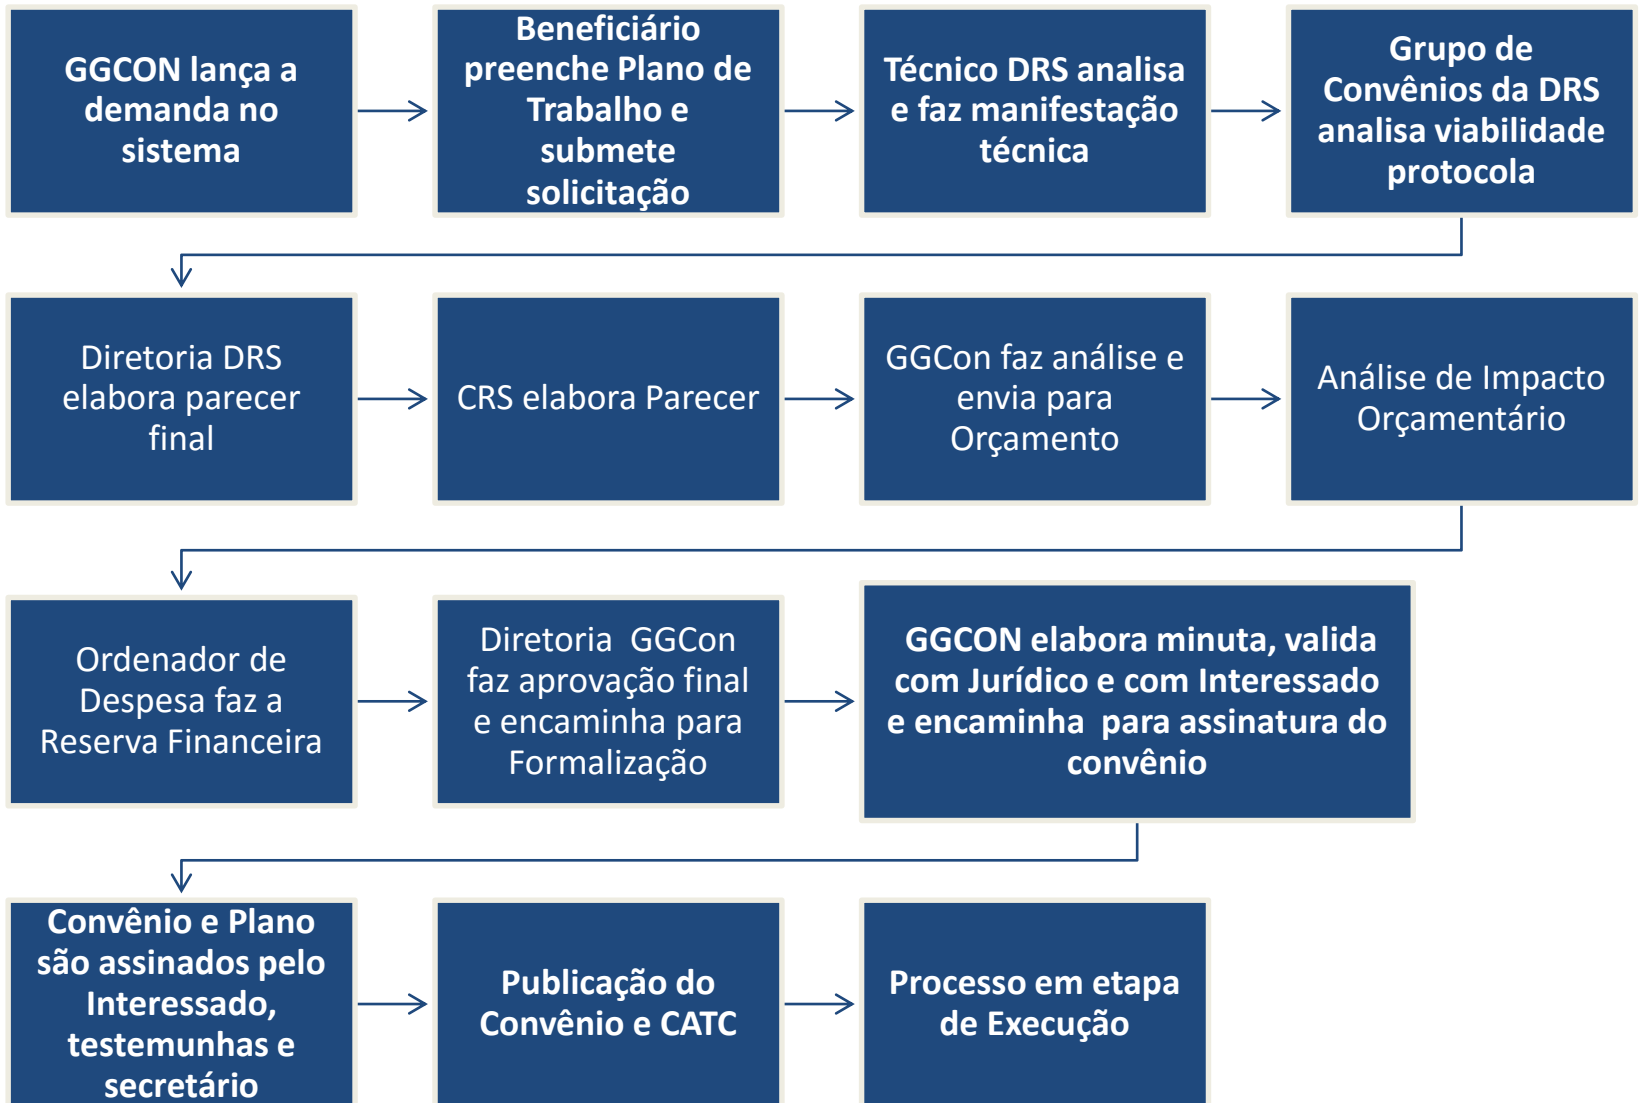 GGCON lança a
demanda no
sistema
Beneficiário
preenche Plano de
Trabalho e
submete
solicitação
Técnico DRS analisa
e faz manifestação
técnica
Grupo de
Convênios da DRS
analisa viabilidade
protocola
Diretoria DRS
elabora parecer
final
CRS elabora Parecer
GGCon faz análise e
envia para
Orçamento
Análise de Impacto
Orçamentário
Ordenador de
Despesa faz a
Reserva Financeira
Diretoria GGCon
faz aprovação final
e encaminha para
Formalização
GGCON elabora minuta, valida
com Jurídico e com Interessado
e encaminha para assinatura do
convênio
Convênio e Plano
são assinados pelo
Interessado,
testemunhas e
secretário
Publicação do
Convênio e CATC
Processo em etapa
de Execução